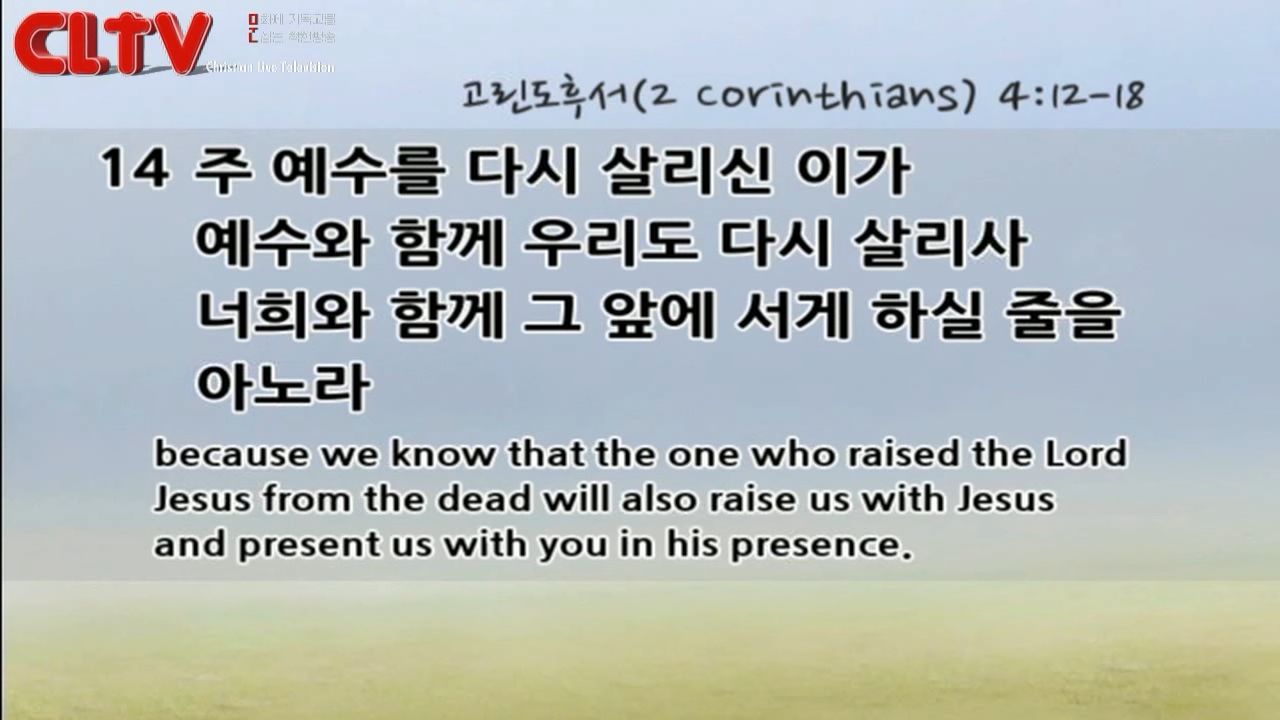 CLTV
Christian Live Television
고린도후서(2 corinthians) 4:12-18
14 주 예수를 다시 살리신 이가
예수와 함께 우리도 다시 살리사
너희와 함께 그 앞에 서게 하실 줄을
아노라
because we know that the one who raised the Lord
Jesus from the dead will also raise us with Jesus
and present us with you in his presence.